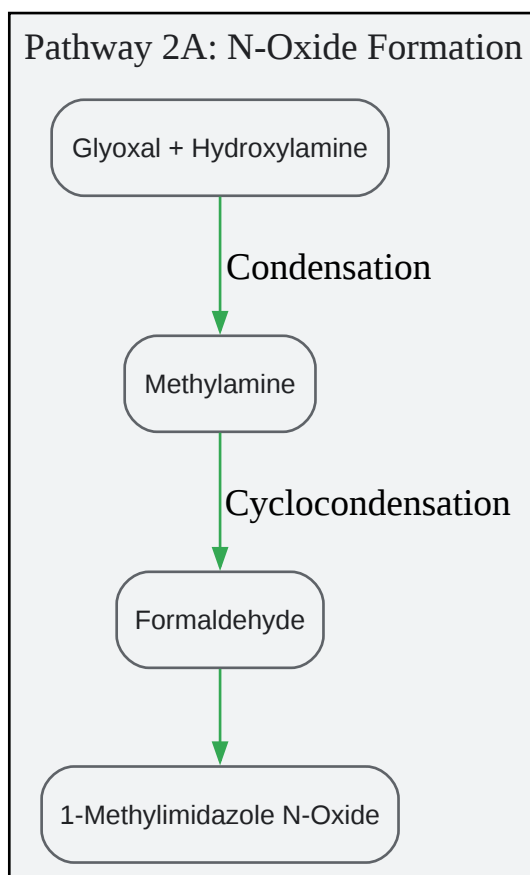 Pathway 2A: N-Oxide Formation
Glyoxal + Hydroxylamine
Condensation
Methylamine
Cyclocondensation
Formaldehyde
1-Methylimidazole N-Oxide